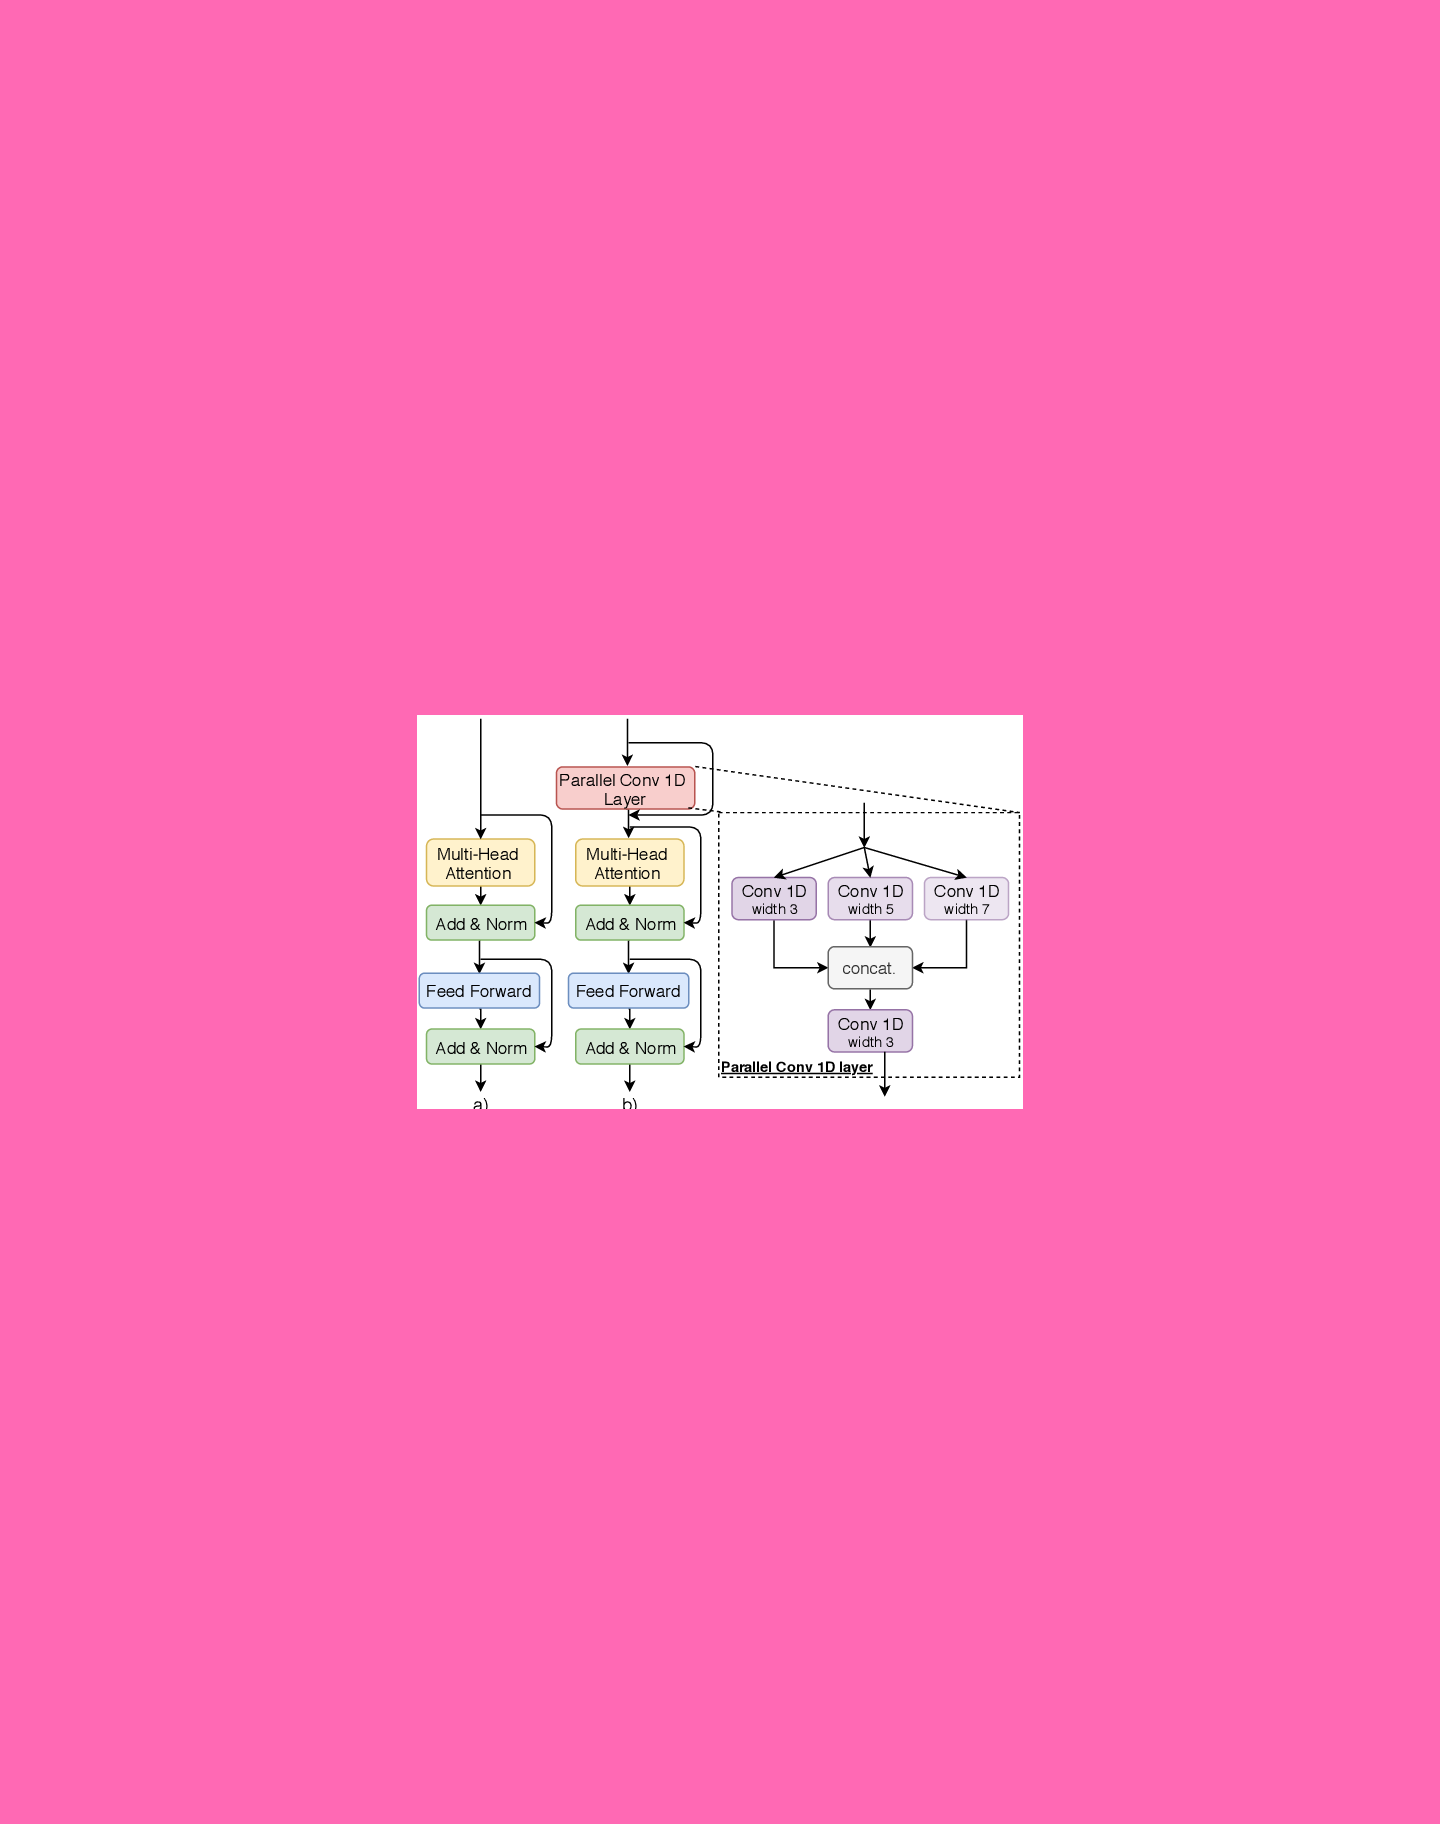 Multi-Head
Attention
Add & Norm
Feed Forward
Add & Norm
a)
Parallel Conv 1D
Layer
Multi-Head
Attention
Add & Norm
Feed Forward
Add & Norm
b)
Conv 1D
width 3
Conv 1D
width 5
Conv 1D
width 7
concat.
Conv 1D
width 3
Parallel Conv 1D layer